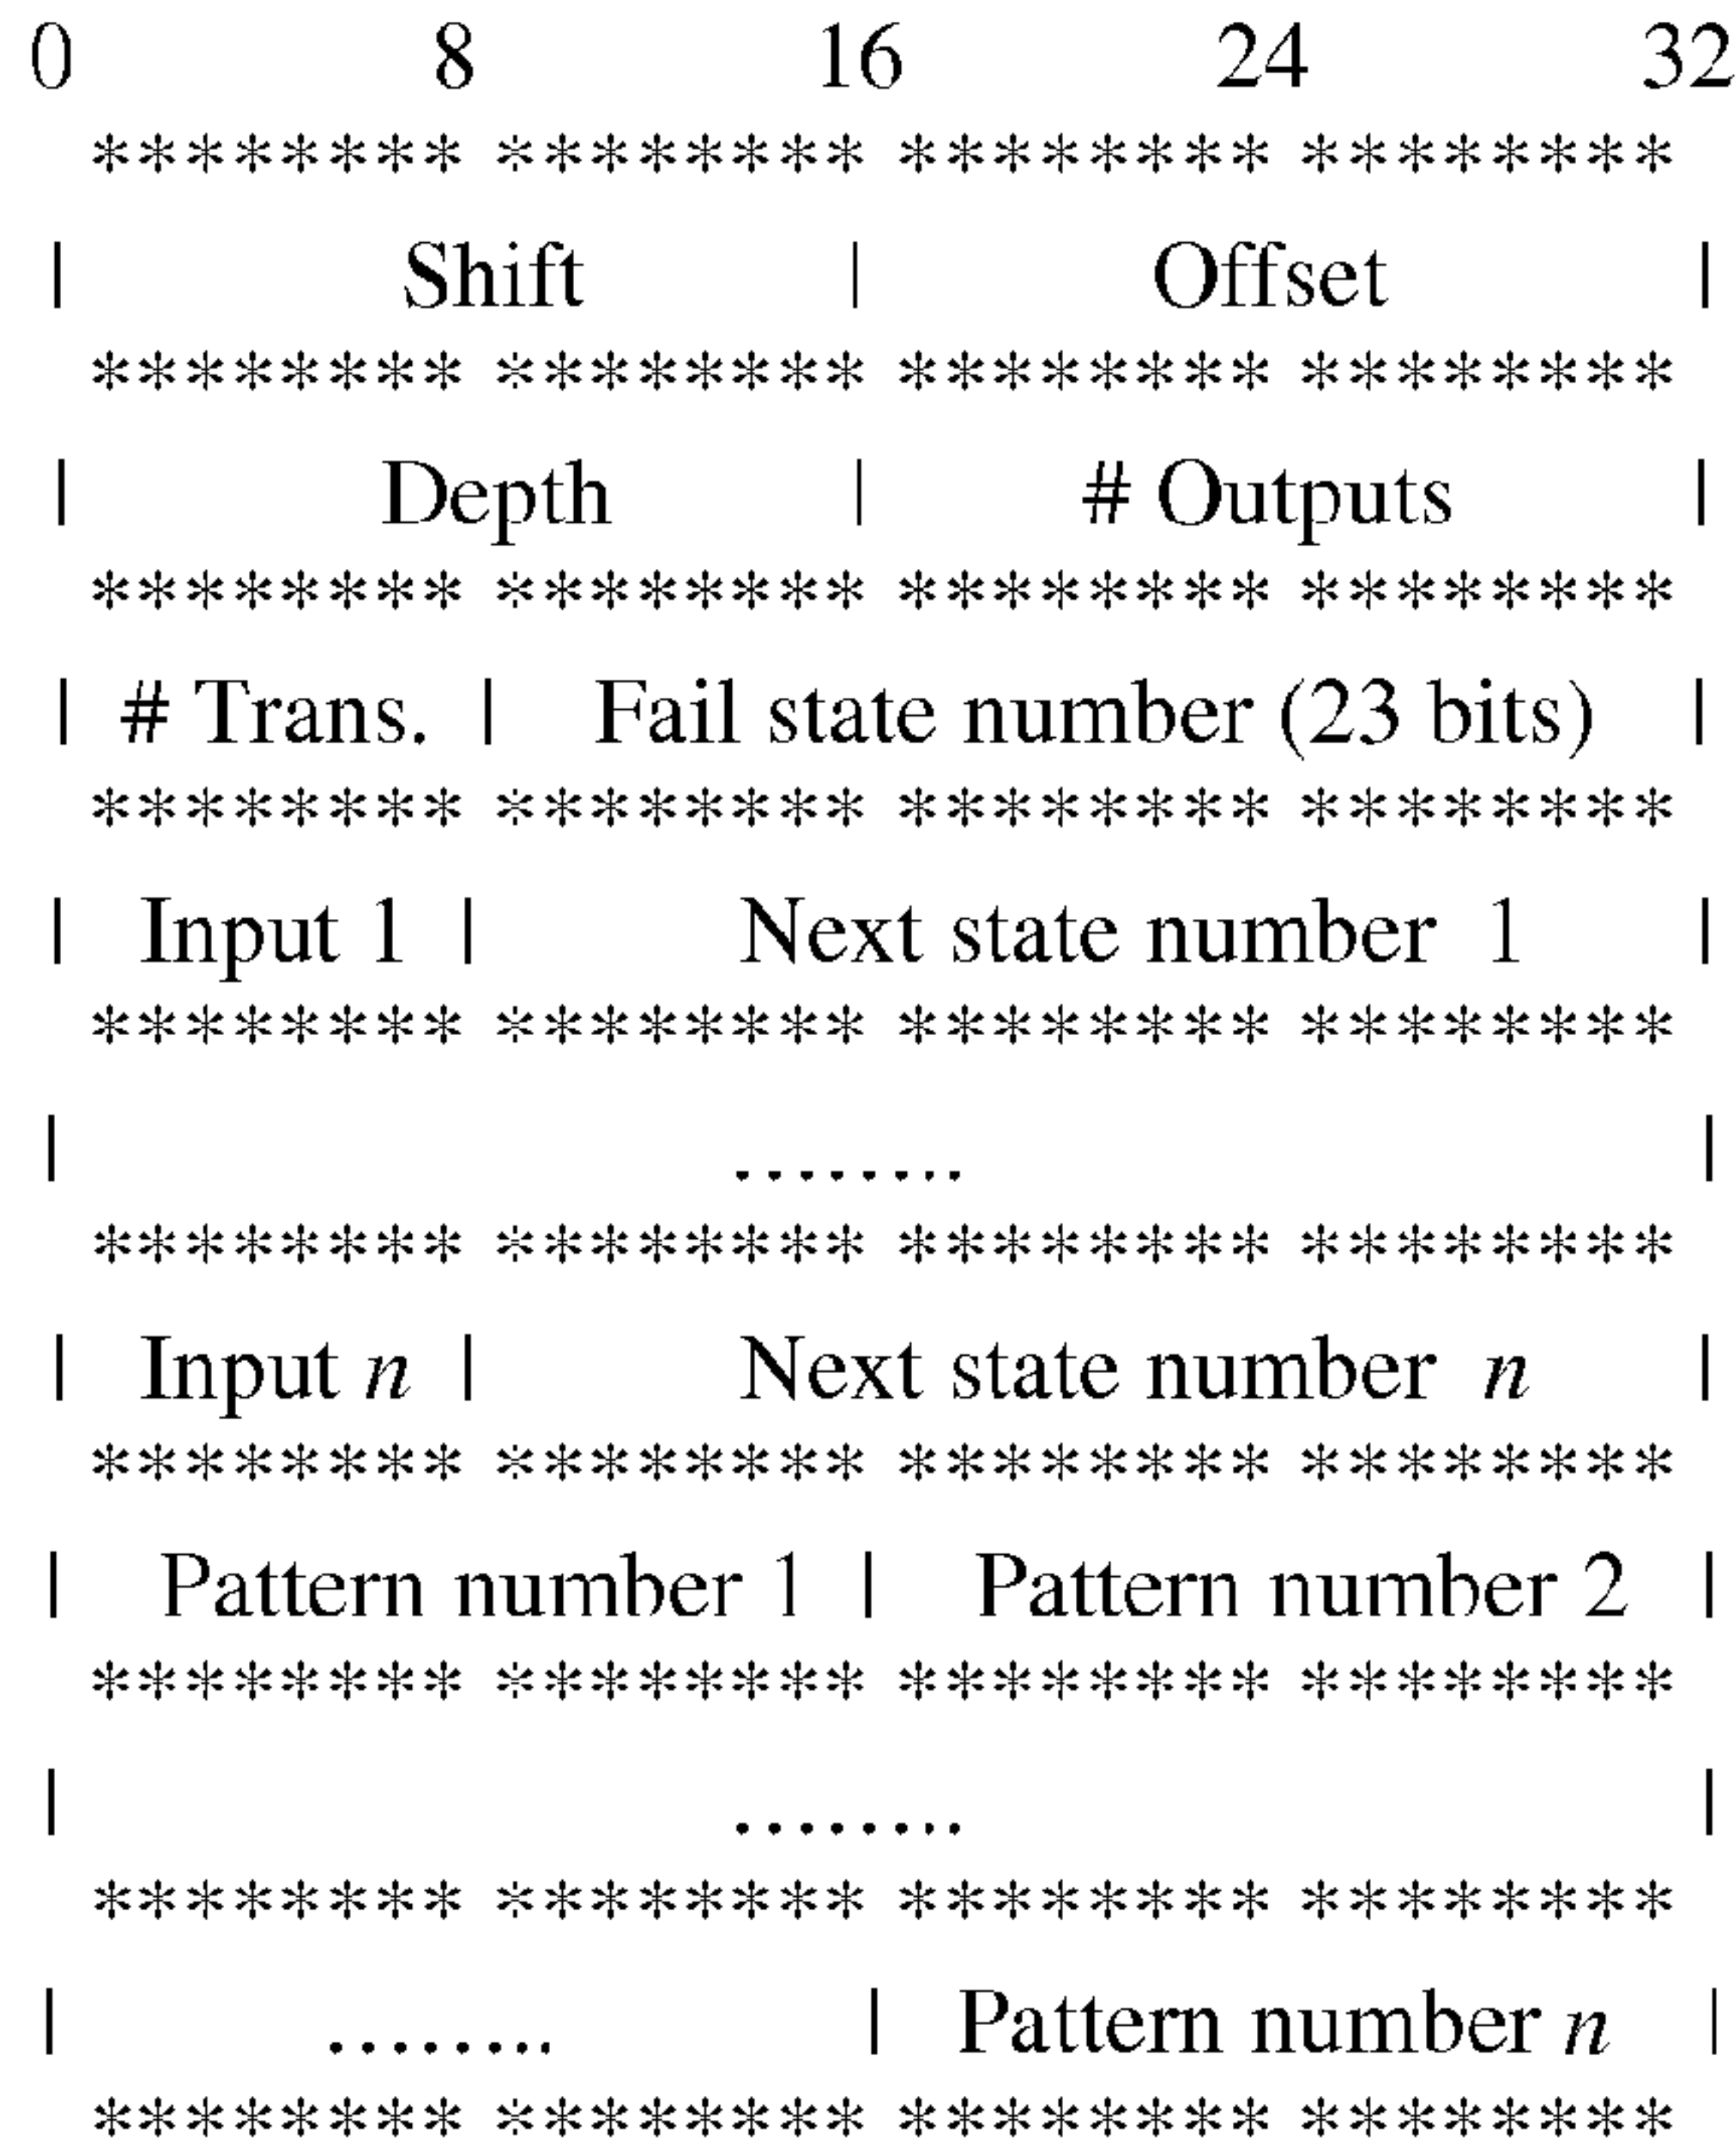 0 8 16 24 32
******** ******** ******** ********
| Shift | Offset |
******** ******** ******** ********
| Depth | # Outputs |
******** ******** ******** ********
| # Trans. | Fail state number (23 bits) |
******** ******** ******** ********
| Input 1 | Next state number 1 |
******** ******** ******** ********
| ........ |
******** ******** ******** ********
| Input n | Next state number n |
******** ******** ******** ********
| Pattern number 1 | Pattern number 2 |
******** ******** ******** ********
| ........ |
******** ******** ******** ********
| ........ | Pattern number n |
******** ******** ******** ********